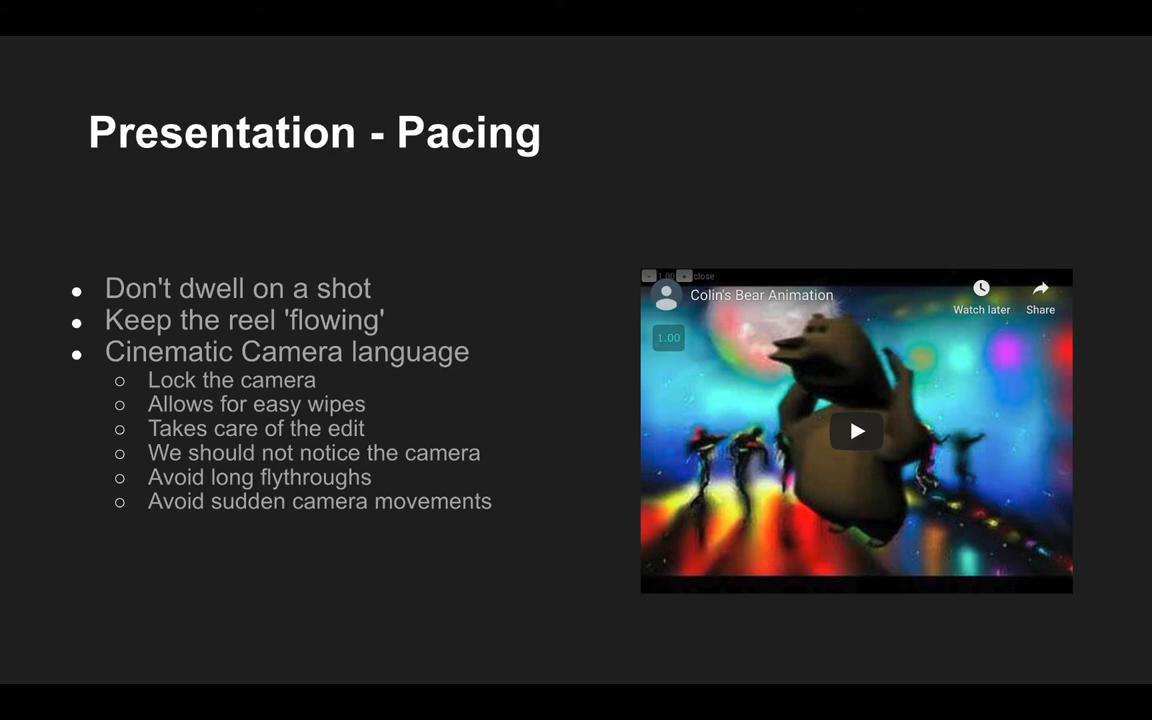 Presentation - Pacing
Don't dwell on a shot
Keep the reel 'flowing'
Cinematic Camera language
Lock the camera
Allows for easy wipes
Takes care of the edit
We should not notice the camera
Avoid long flythroughs
Avoid sudden camera movements
- 1.00 + close
Colin's Bear Animation
Watch later
Share
1.00